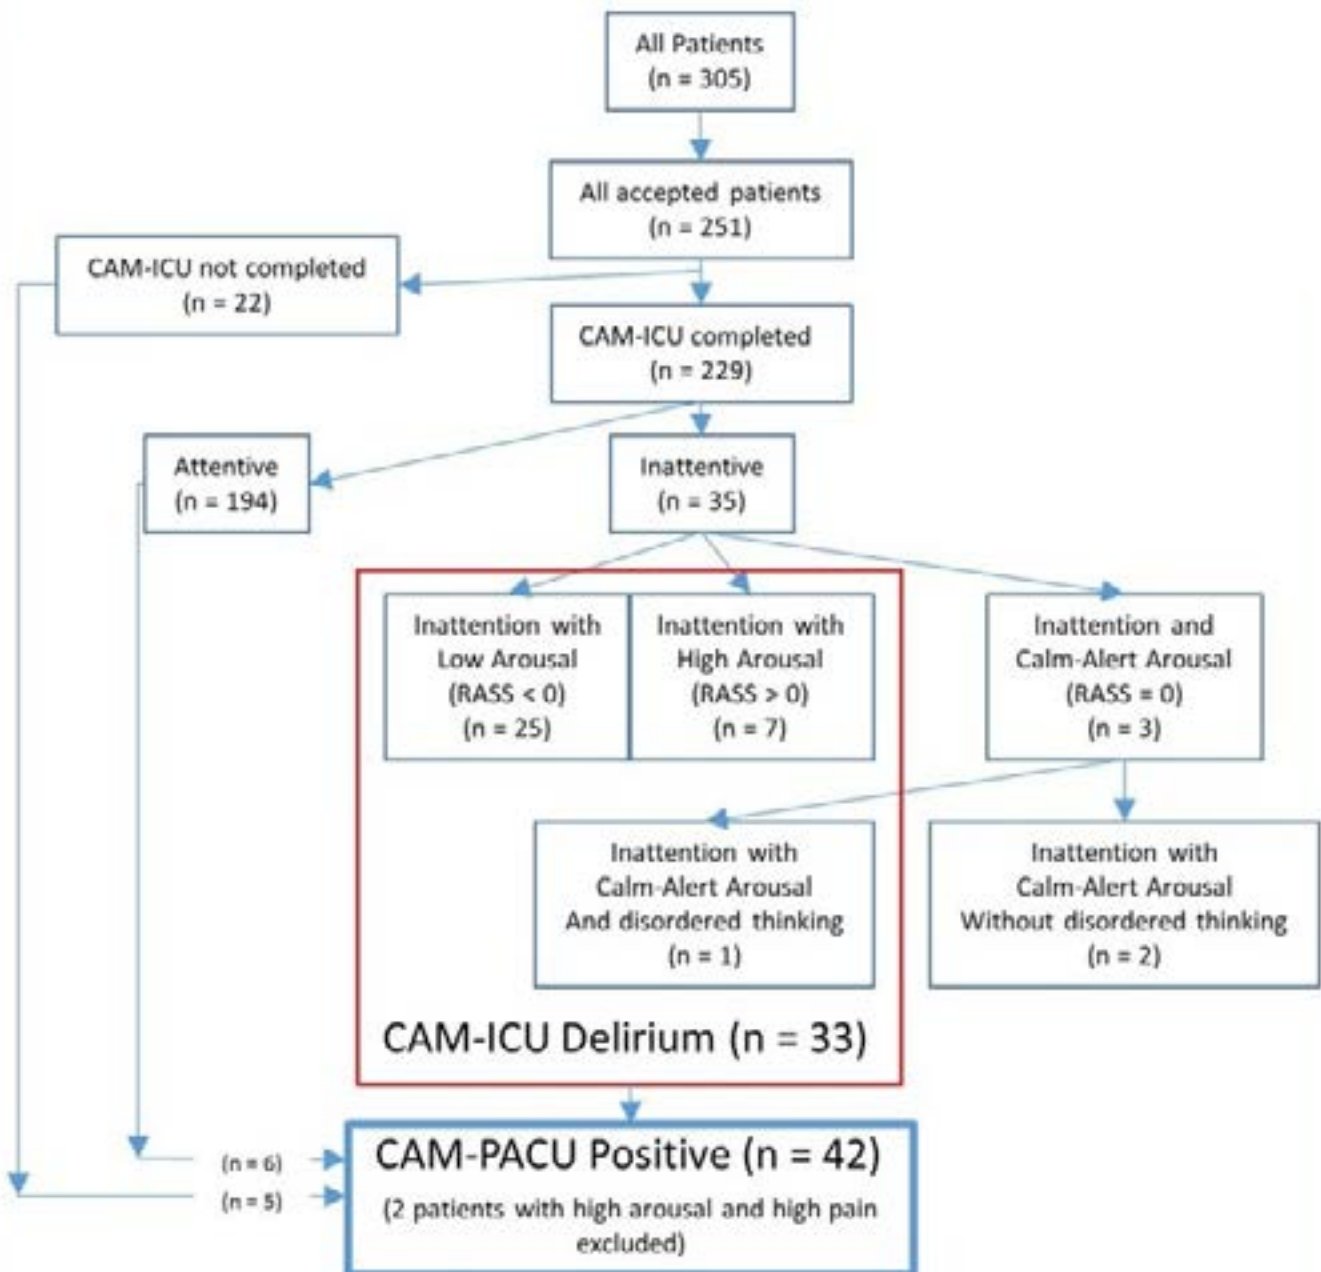 All Patients
(n = 305)
All accepted patients
(n = 251)
CAM-ICU not completed
(n = 22)
CAM-ICU completed
(n = 229)
Attentive
(n = 194)
Inattentive
(n = 35)
Inattention with
Low Arousal
(RASS < 0)
(n = 25)
Inattention with
High Arousal
(RASS > 0)
(n = 7)
Inattention and
Calm-Alert Arousal
(RASS = 0)
(n = 3)
Inattention with
Calm-Alert Arousal
And disordered thinking
(n = 1)
Inattention with
Calm-Alert Arousal
Without disordered thinking
(n = 2)
CAM-ICU Delirium (n = 33)
(n = 6)
(n = 5)
CAM-PACU Positive (n = 42)
(2 patients with high arousal and high pain
excluded)